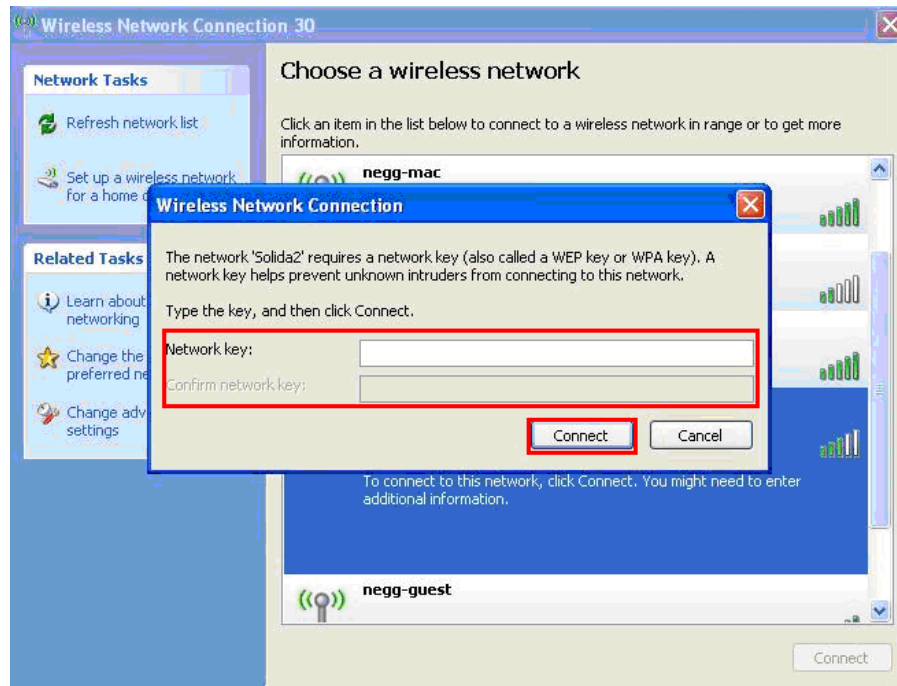 Wireless Network Connection 30
Network Tasks
Refresh network list
Set up a wireless network
for a home
Related Tasks
Learn about
networking
Change the
preferred
Change
settings
Choose a wireless network
Click an item in the list below to connect to a wireless network in range or to get more
information.
negg-mac
Wireless Network Connection
The network 'Solida2' requires a network key (also called a WEP key or WPA key). A
network key helps prevent unknown intruders from connecting to this network.
Type the key, and then click Connect.
Network key:
Confirm network key:
Connect
Cancel
To connect to this network, click Connect. You might need to enter
additional information.
negg-guest
Connect